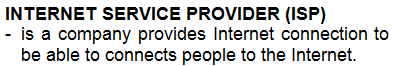 INTERNET SERVICE PROVIDER (ISP)
- is a company provides Internet connection to
be able to connects people to the Internet.